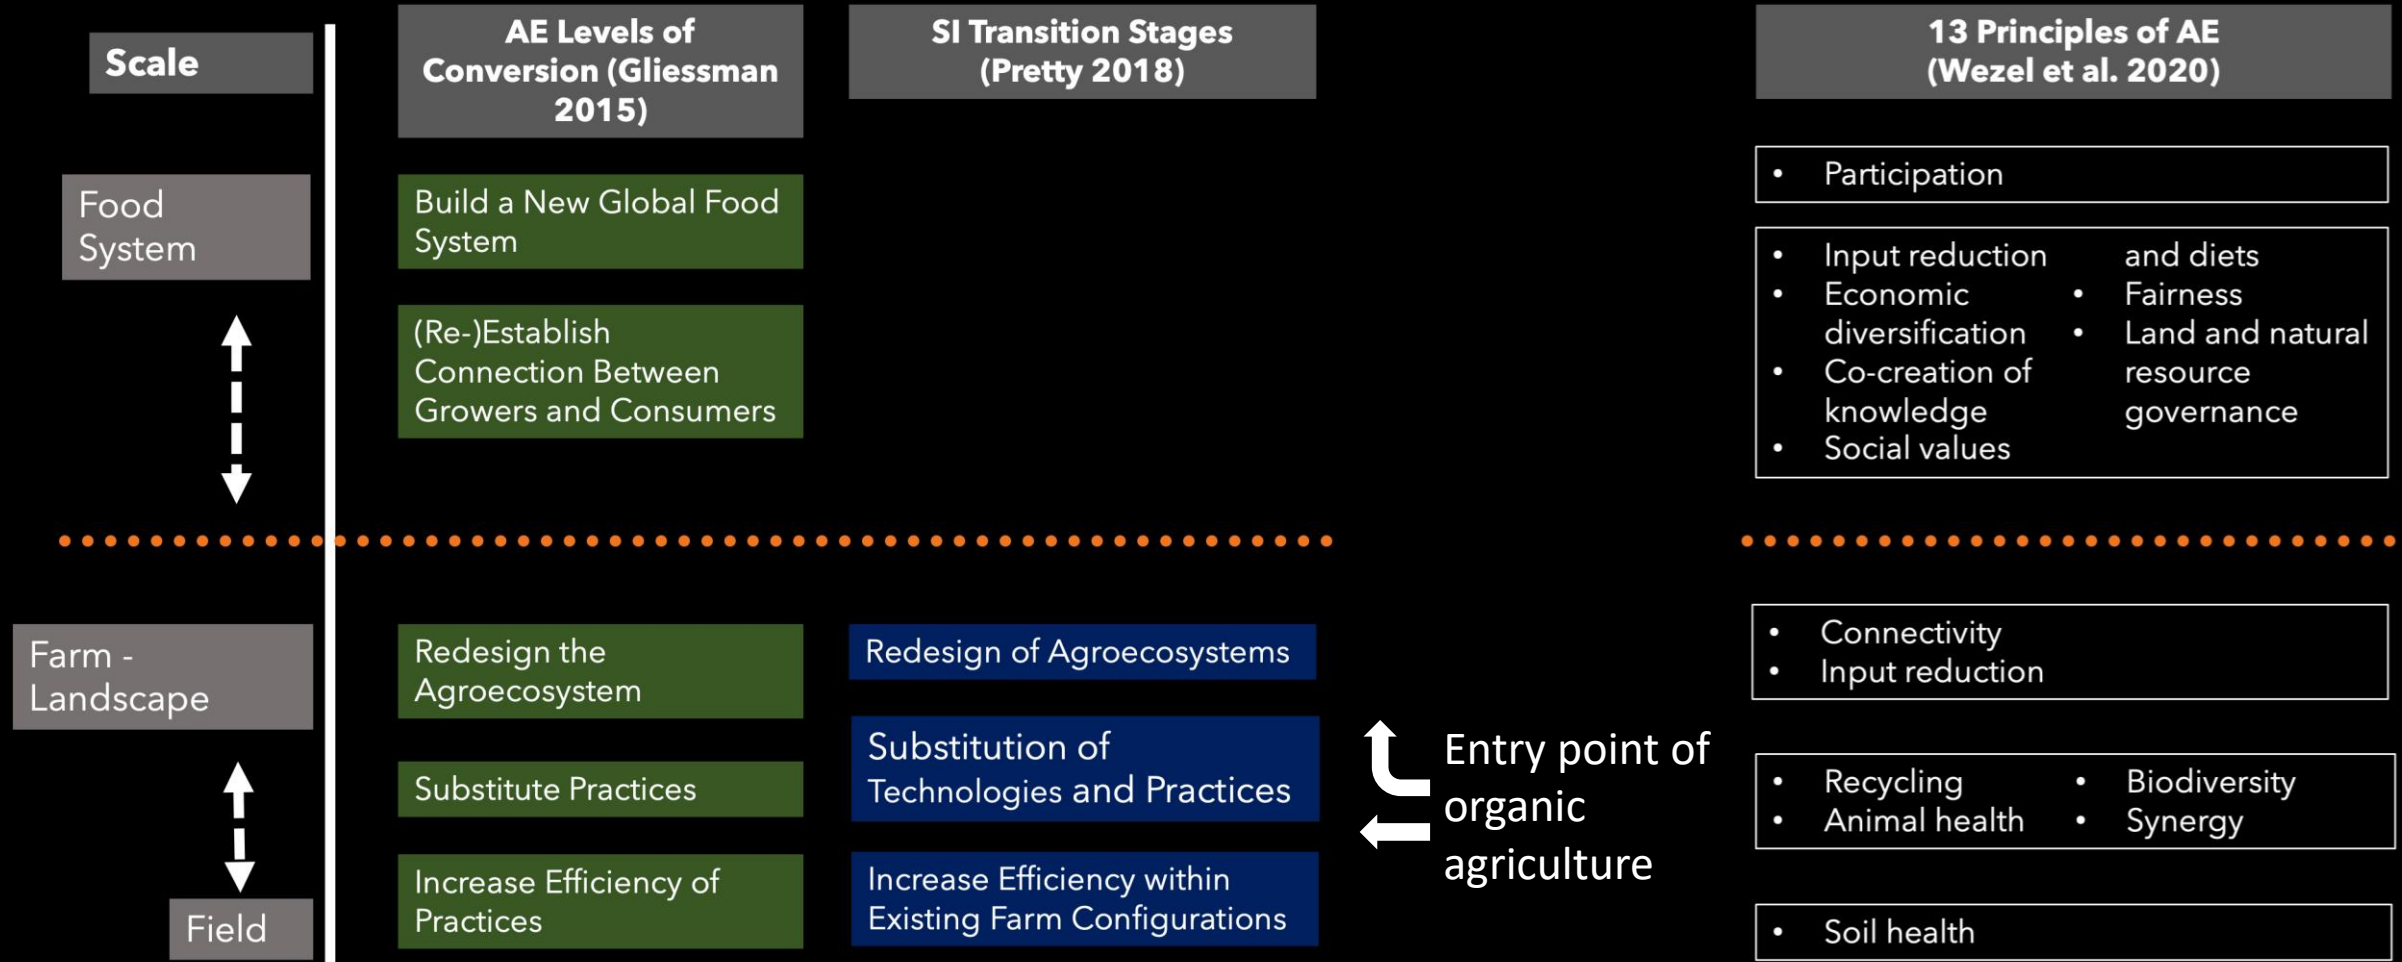 Scale
AE Levels of
Conversion (Gliessman
2015)
SI Transition Stages
(Pretty 2018)
13 Principles of AE
(Wezel et al. 2020)
Food
System
Build a New Global Food
System
(Re-)Establish
Connection Between
Growers and Consumers
• Participation
• Input reduction
• Economic
diversification
• Co-creation of
knowledge
• Social values
and diets
• Fairness
• Land and natural
resource
governance
Farm -
Landscape
Redesign the
Agroecosystem
Redesign of Agroecosystems
• Connectivity
• Input reduction
Substitute Practices
Substitution of
Technologies and Practices
Entry point of
organic
agriculture
• Recycling
• Animal health
• Biodiversity
• Synergy
Field
Increase Efficiency of
Practices
Increase Efficiency within
Existing Farm Configurations
• Soil health